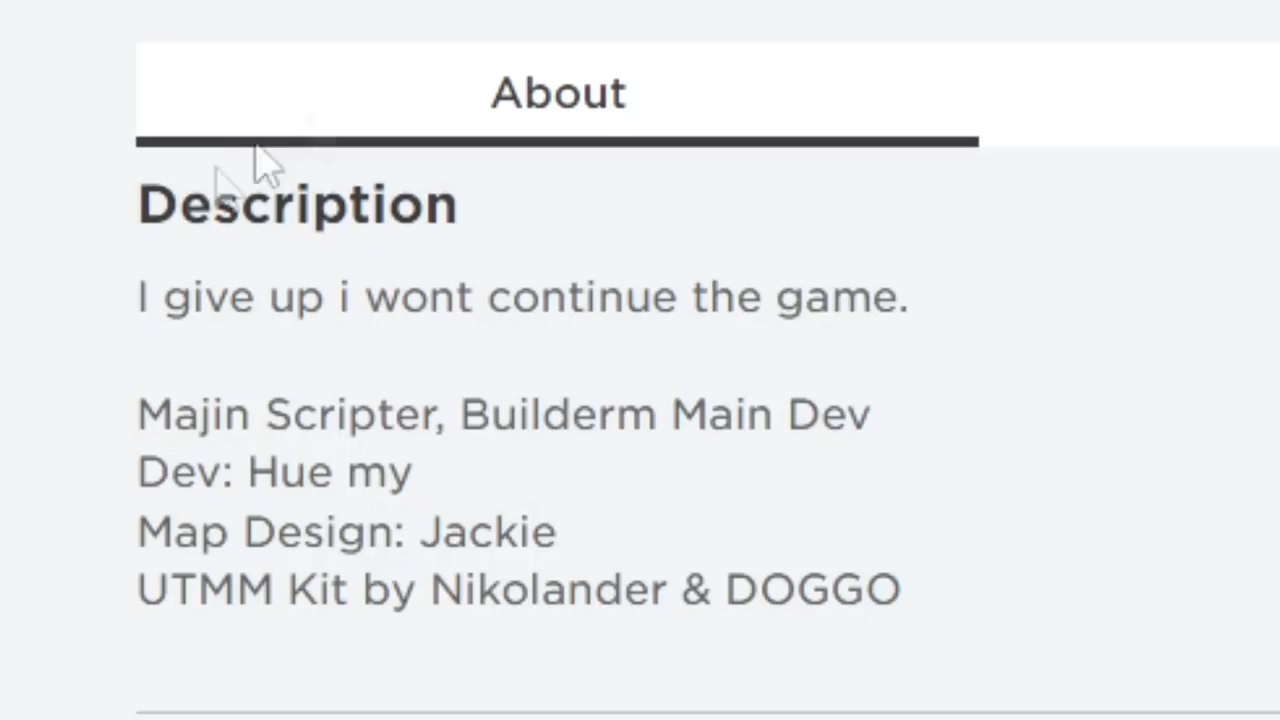 About
Description
I give up i wont continue the game.
Majin Scripter, Builderm Main Dev
Dev: Hue my
Map Design: Jackie
UTMM Kit by Nikolander & DOGGO